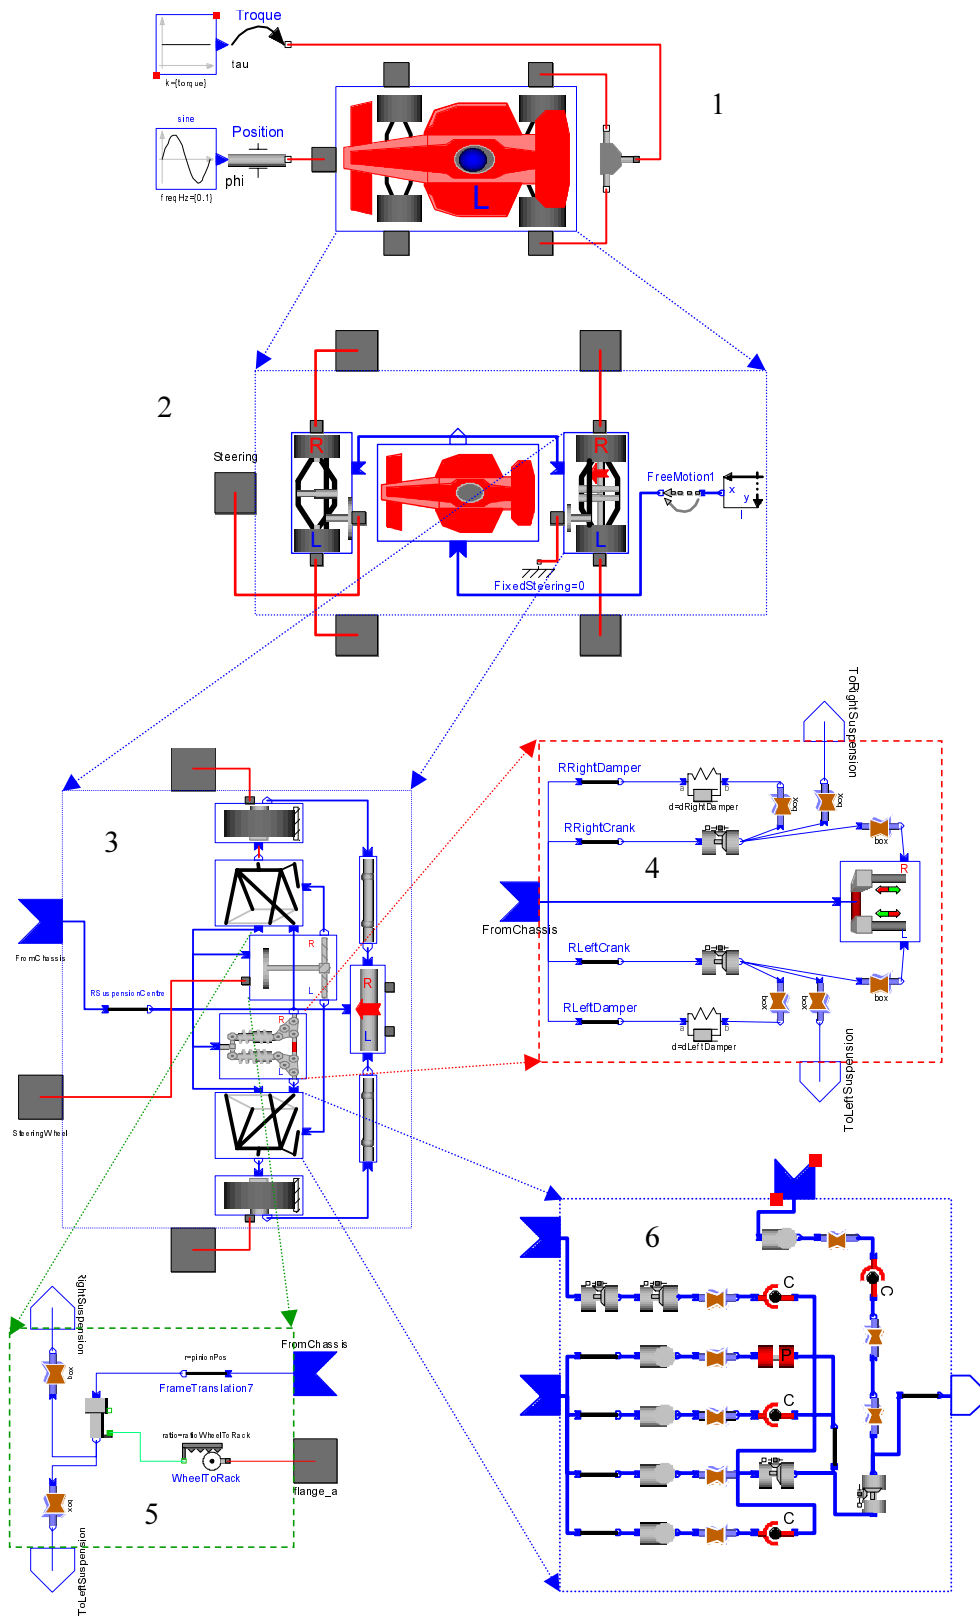 Troque
tau
k={torque}
1
sine
Position
phi
freqHz={0.1}
L
2
R
R
Steering
FreeMotion1
x
y
I
L
L
FixedSteering=0
ToRightSuspension
RRightDamper
d=dRightDamper
box
box
3
RRightCrank
4
box
R
FromChassis
FromChassis
R
L
RLeftCrank
L
RSuspensionCentre
R
L
box
box
box
RLeftDamper
d=dLeftDamper
R
L
SteeringWheel
ToLeftSuspension
6
C
C
RightSuspension
FromChassis
r=pinionPos
FrameTranslation7
box
P
C
ratio=ratioWheelToRack
WheelToRack
flange_a
box
5
C
ToLeftSuspension